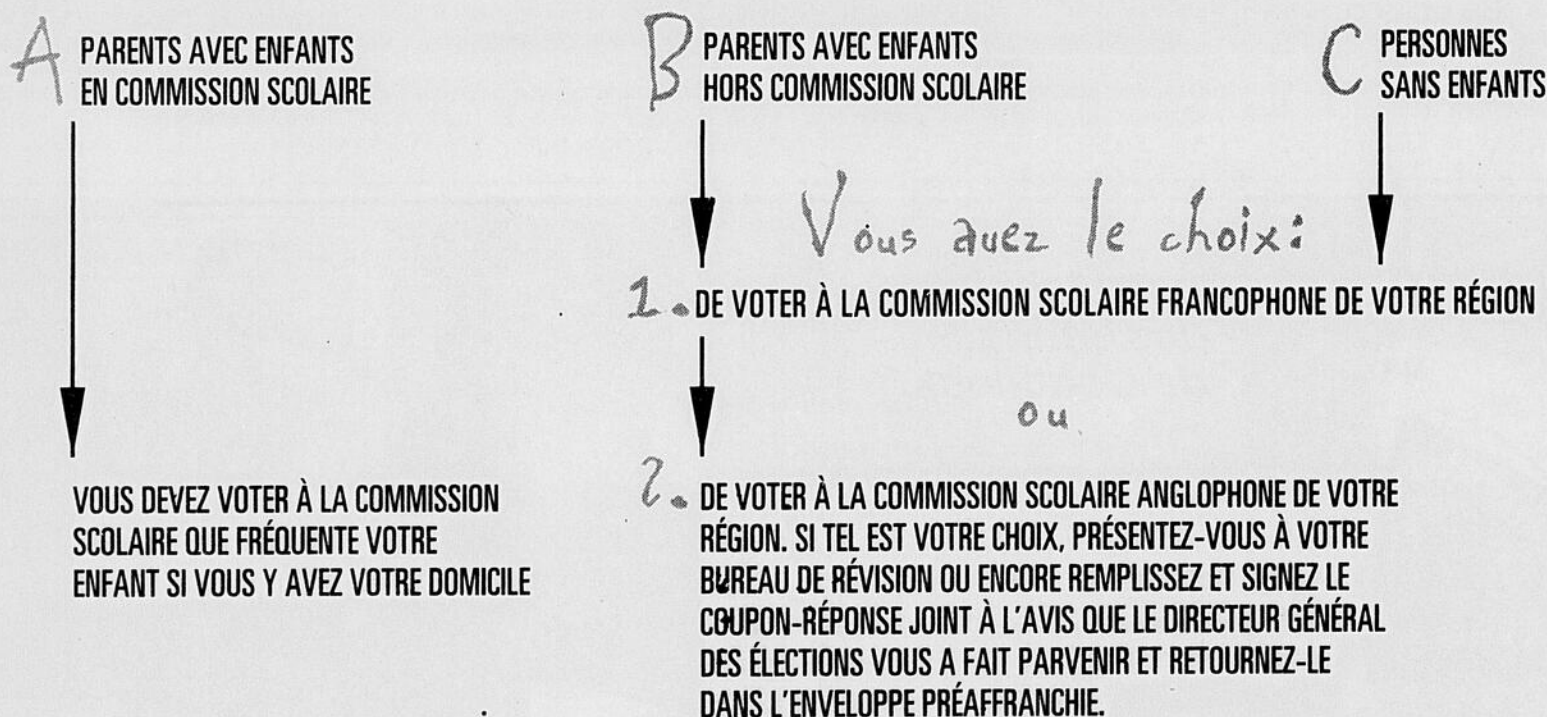 A PARENTS AVEC ENFANTS
EN COMMISSION SCOLAIRE
B PARENTS AVEC ENFANTS
HORS COMMISSION SCOLAIRE
C PERSONNES
SANS ENFANTS
Vous avez le choix:
1. DE VOTER À LA COMMISSION SCOLAIRE FRANCOPHONE DE VOTRE RÉGION
ou
VOUS DEVEZ VOTER À LA COMMISSION
SCOLAIRE QUE FRÉQUENTE VOTRE
ENFANT SI VOUS Y AVEZ VOTRE DOMICILE
2. DE VOTER À LA COMMISSION SCOLAIRE ANGLOPHONE DE VOTRE
RÉGION. SI TEL EST VOTRE CHOIX, PRÉSENTEZ-VOUS À VOTRE
BUREAU DE RÉVISION OU ENCORE REMPLISSEZ ET SIGNEZ LE
COUPON-RÉPONSE JOINT À L'AVIS QUE LE DIRECTEUR GÉNÉRAL
DES ÉLECTIONS VOUS A FAIT PARVENIR ET RETOURNEZ-LE
DANS L'ENVELOPPE PRÉAFFRANCHIE.